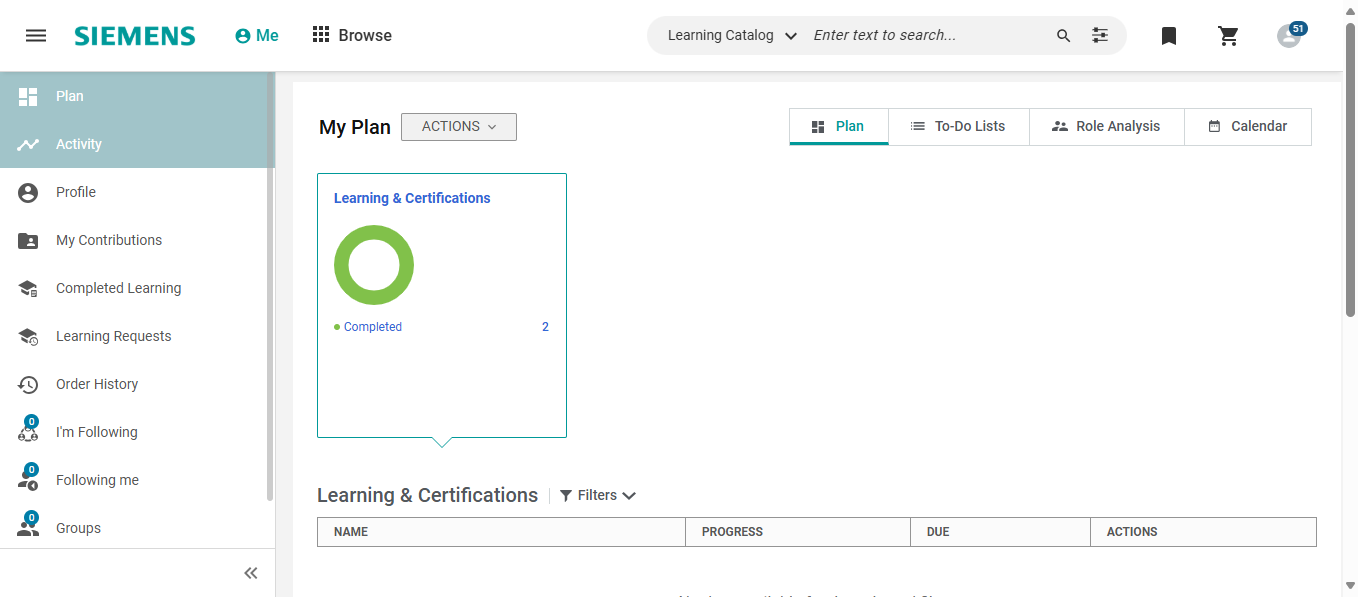 SIEMENS
Me
Browse
Learning Catalog
Enter text to search...
51
Plan
Activity
Profile
My Contributions
Completed Learning
Learning Requests
Order History
0
I'm Following
0
Following me
0
Groups
My Plan
ACTIONS
Plan
To-Do Lists
Role Analysis
Calendar
Learning & Certifications
Completed 2
Learning & Certifications
Filters
NAME PROGRESS DUE ACTIONS